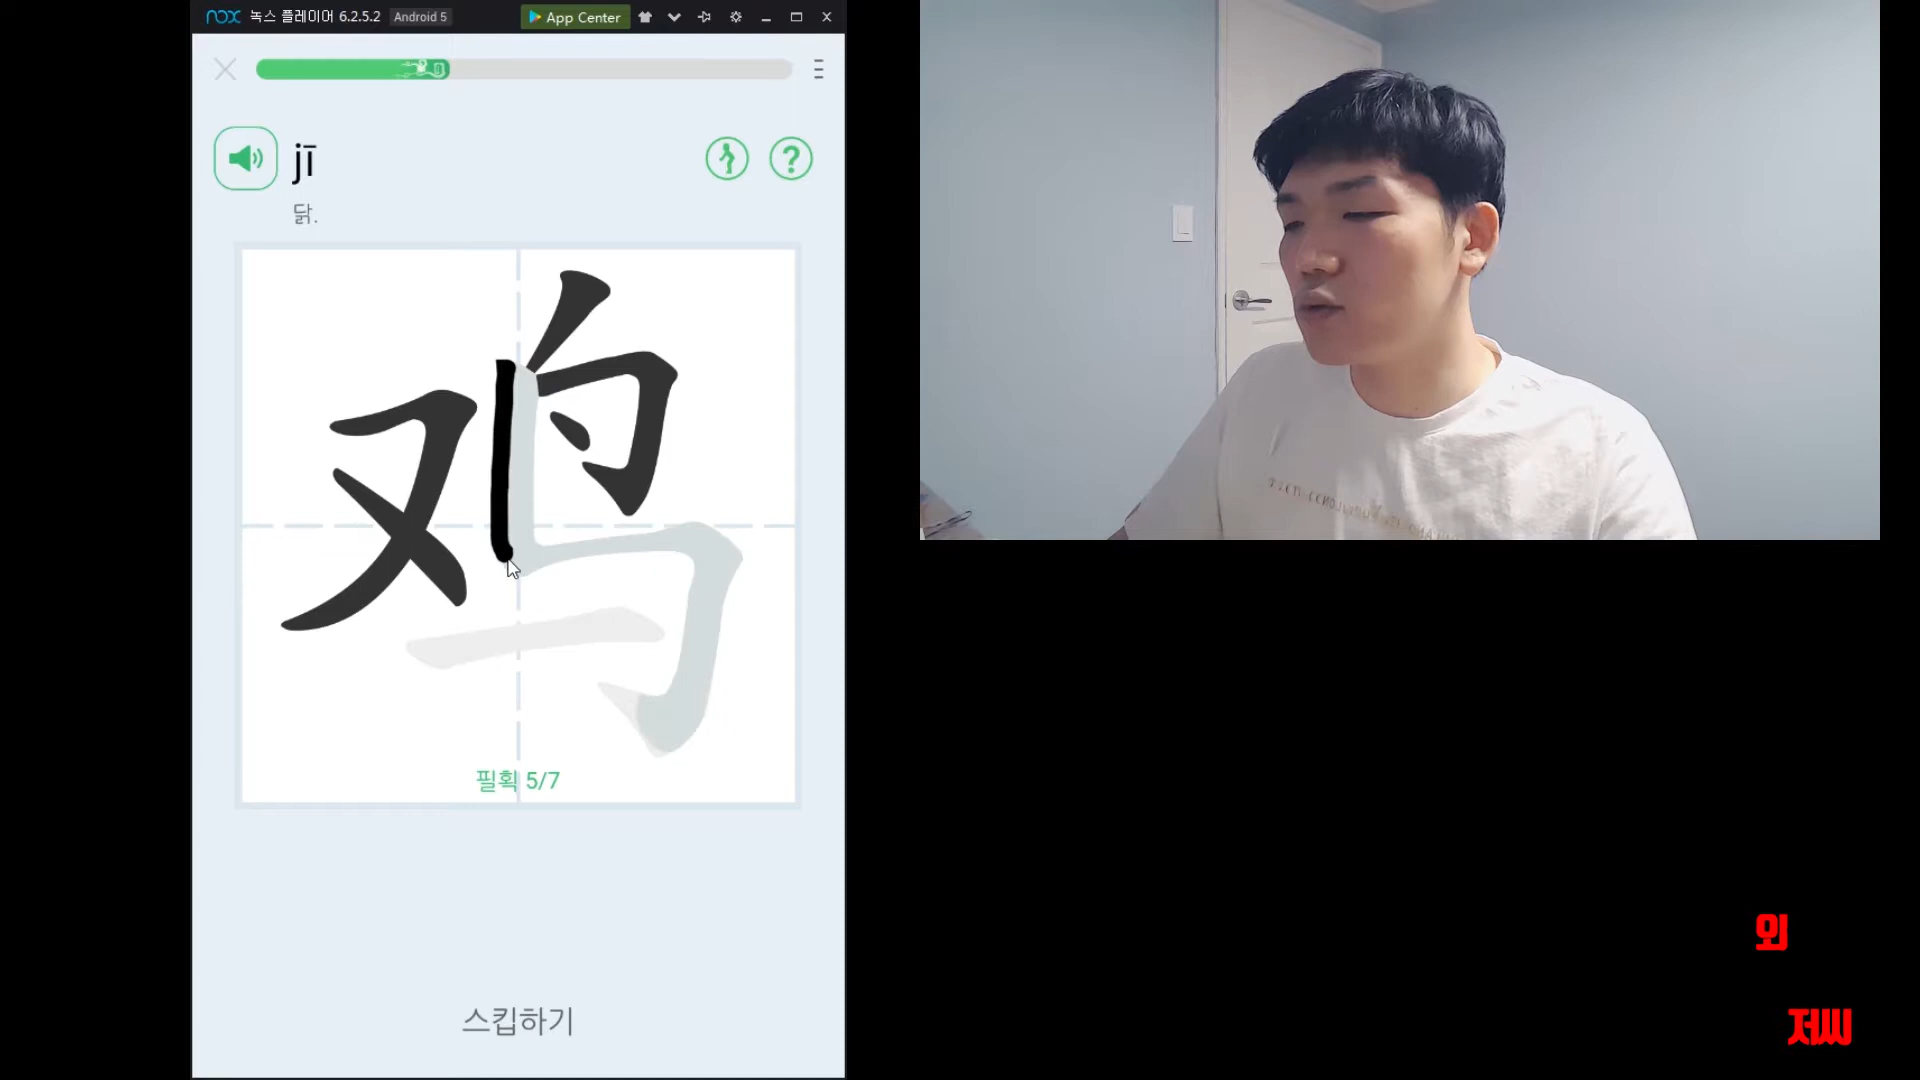 nox 녹스 플레이어 6.2.5.2 Android 5 App Center
jī
닭.
鸡
필획 5/7
스킵하기
외
저씨